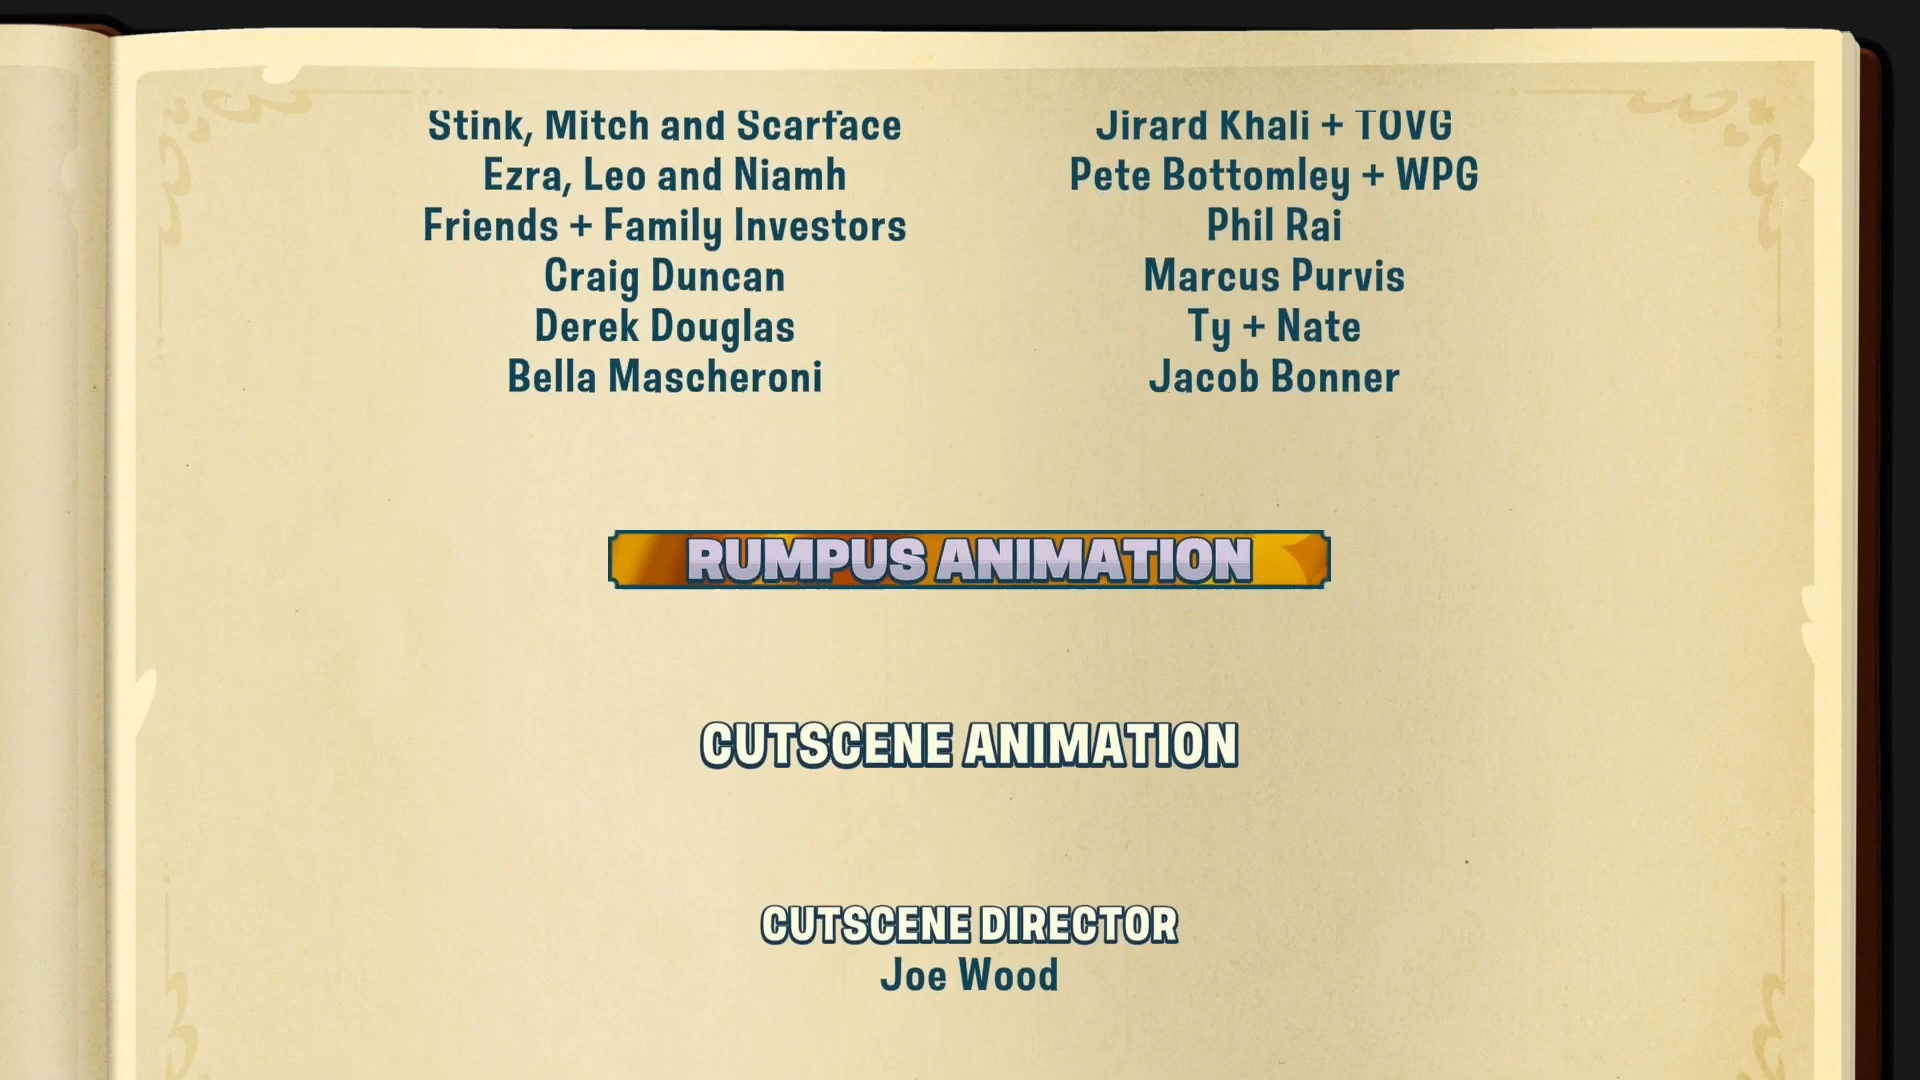 Stink, Mitch and Scarface
Ezra, Leo and Niamh
Friends + Family Investors
Craig Duncan
Derek Douglas
Bella Mascheroni
Jirard Khali + TOVG
Pete Bottomley + WPG
Phil Rai
Marcus Purvis
Ty + Nate
Jacob Bonner
RUMPUS ANIMATION
CUTSCENE ANIMATION
CUTSCENE DIRECTOR
Joe Wood